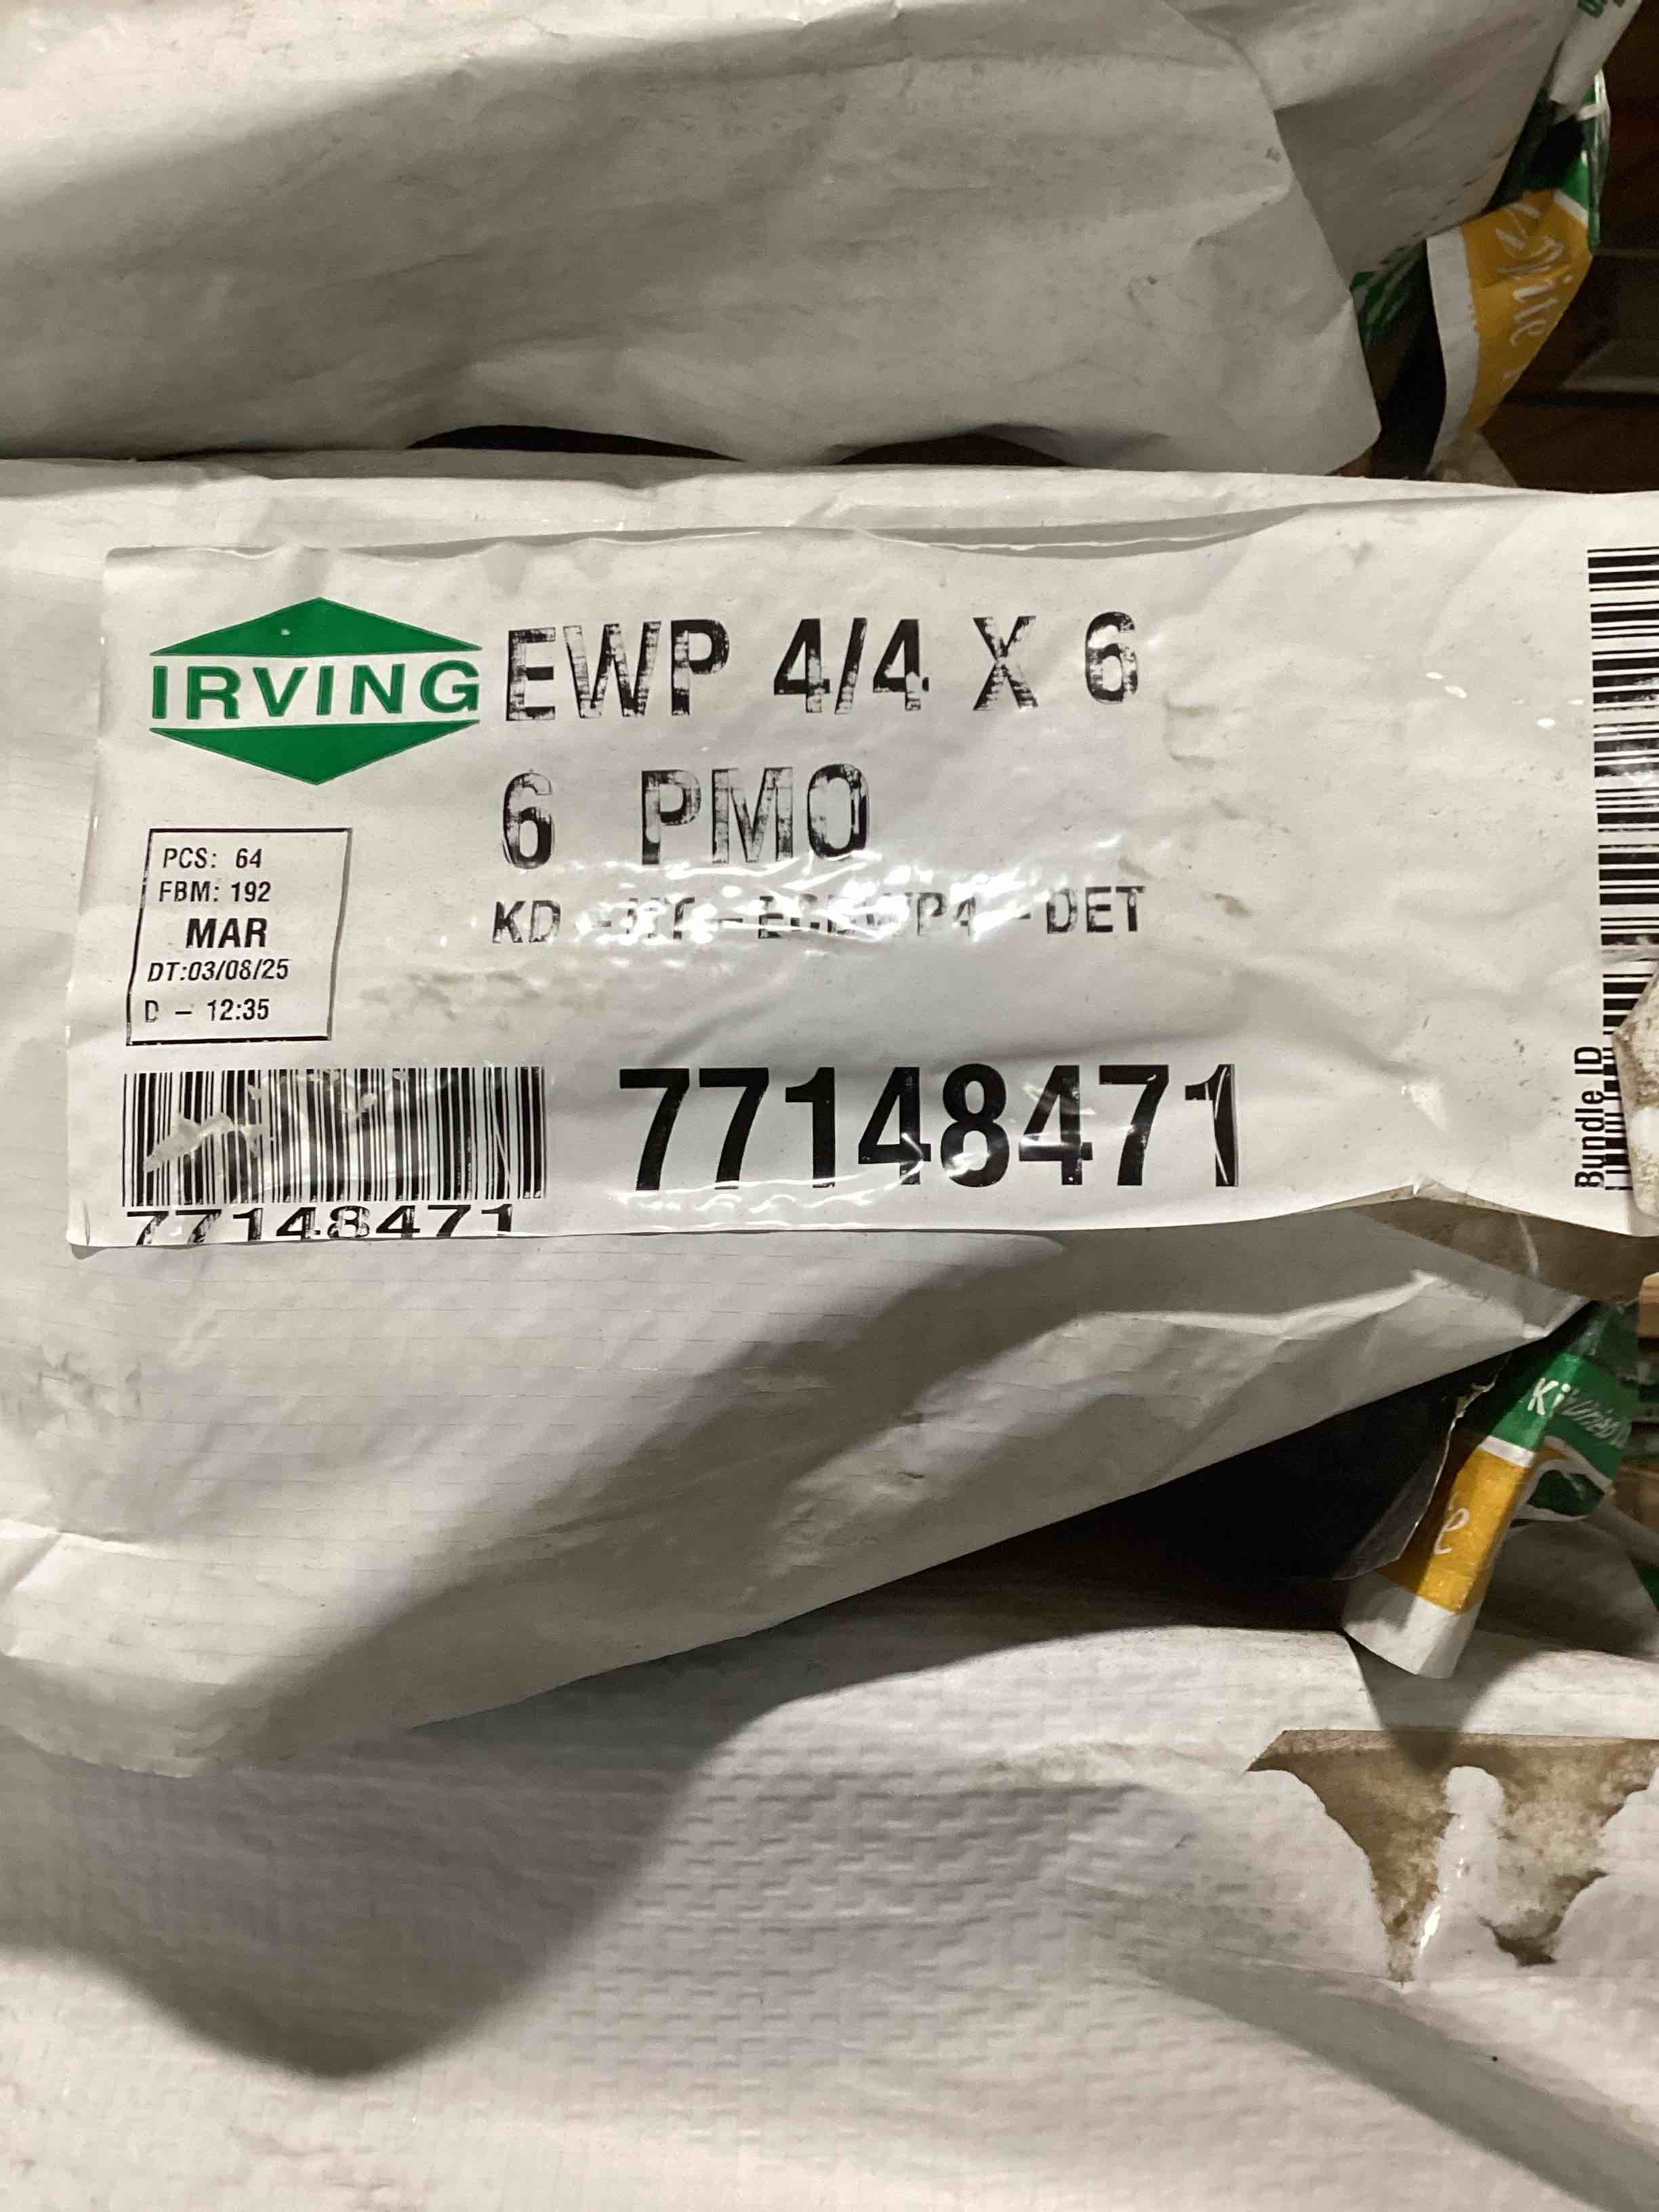 IRVING
EWP 4/4 X 6
6 PMO
KD - - -DET
PCS: 64
FBM: 192
MAR
DT:03/08/25
D - 12:35
77148471
77148471
Bundle ID